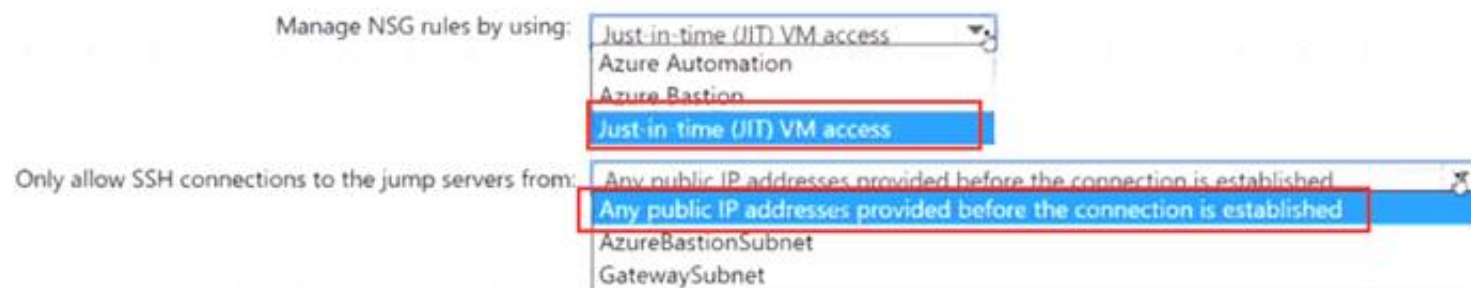 Manage NSG rules by using: Just-in-time (JIT) VM access
Azure Automation
Azure Bastion
Just-in-time (JIT) VM access
Only allow SSH connections to the jump servers from: Any public IP addresses provided before the connection is established
Any public IP addresses provided before the connection is established
AzureBastionSubnet
GatewaySubnet